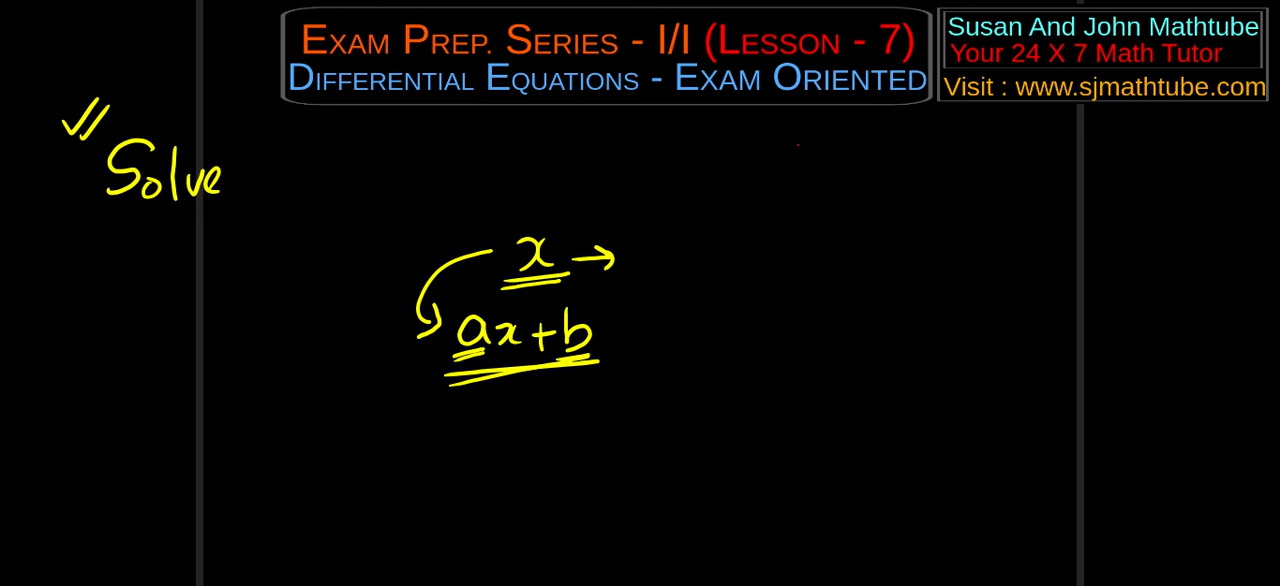 EXAM PREP. SERIES - I/I (LESSON - 7)
DIFFERENTIAL EQUATIONS - EXAM ORIENTED
Susan And John Mathtube
Your 24 X 7 Math Tutor
Visit : www.sjmathtube.com
Solve
x →
ax+b